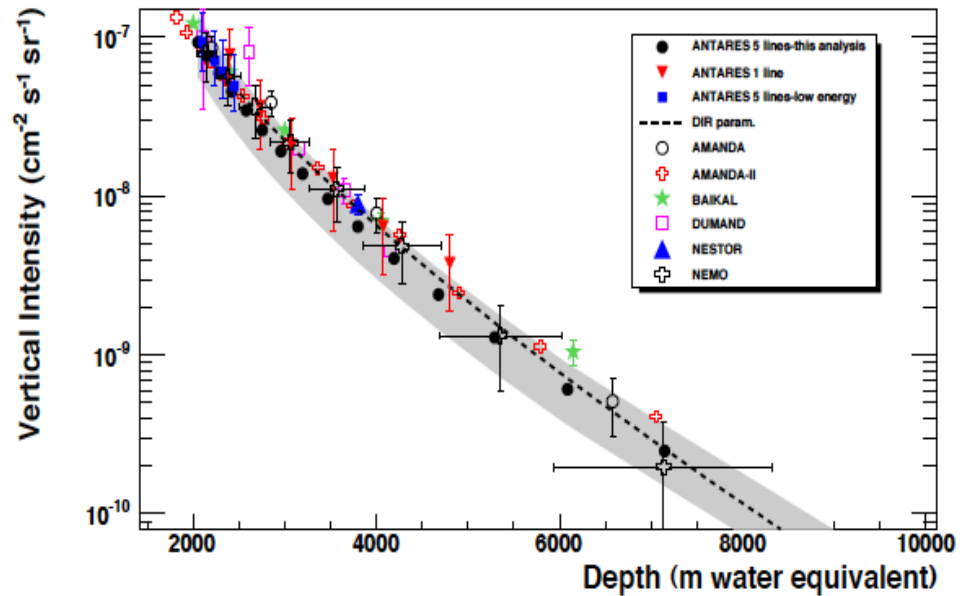 Vertical Intensity (cm⁻² s⁻¹ sr⁻¹)
10⁻⁷
10⁻⁸
10⁻⁹
10⁻¹⁰
ANTARES 5 lines-this analysis
ANTARES 1 line
ANTARES 5 lines-low energy
DIR param.
AMANDA
AMANDA-II
BAIKAL
DUMAND
NESTOR
NEMO
2000 4000 6000 8000 10000
Depth (m water equivalent)